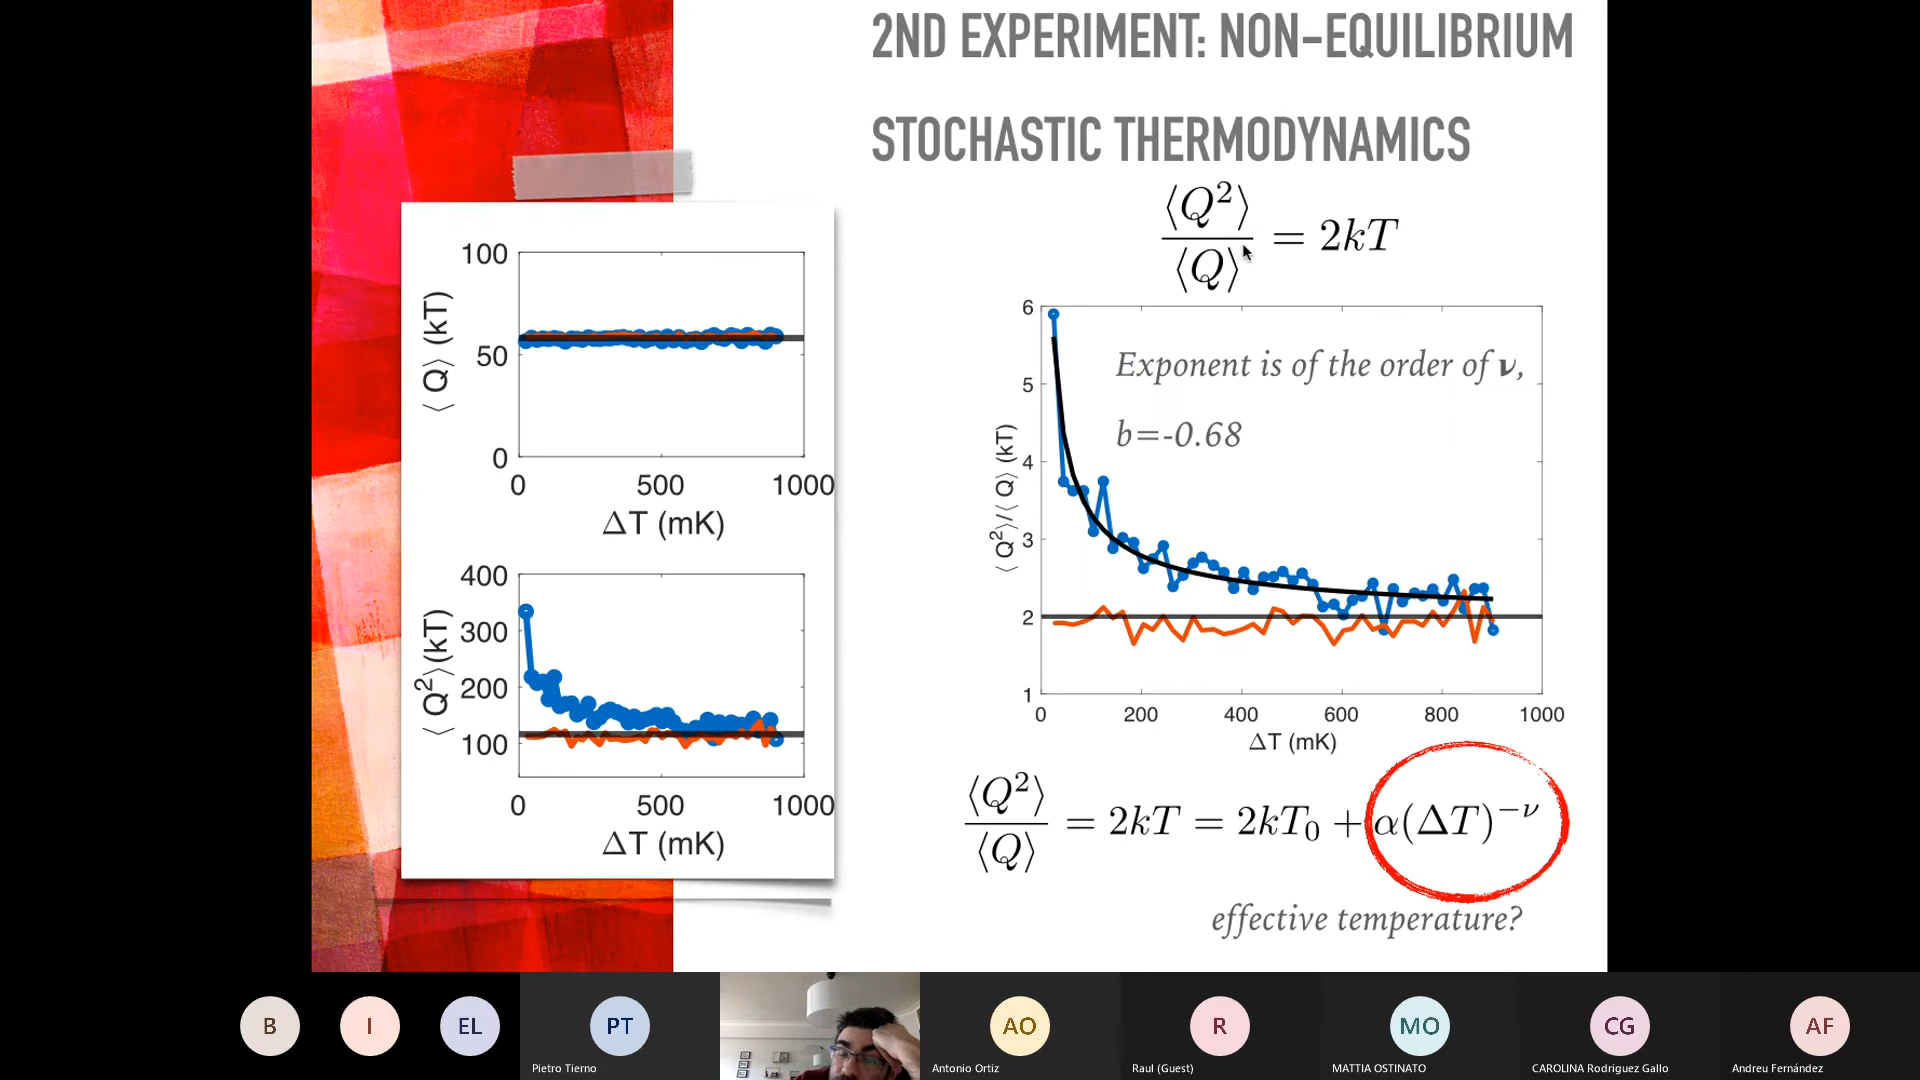 2ND EXPERIMENT: NON-EQUILIBRIUM
STOCHASTIC THERMODYNAMICS
⟨Q²⟩/⟨Q⟩ = 2kT
100
50
0
⟨Q⟩ (kT)
0 500 1000
ΔT (mK)
400
300
200
100
⟨Q²⟩(kT)
0 500 1000
ΔT (mK)
6
5
4
3
2
1
⟨Q²⟩/⟨Q⟩ (kT)
Exponent is of the order of ν,
b=-0.68
0 200 400 600 800 1000
ΔT (mK)
⟨Q²⟩/⟨Q⟩ = 2kT = 2kT₀ + α(ΔT)^−ν
effective temperature?
B I EL PT AO R MO CG AF
Pietro Tierno
Antonio Ortiz
Raul (Guest)
MATTIA OSTINATO
CAROLINA Rodriguez Gallo
Andreu Fernández